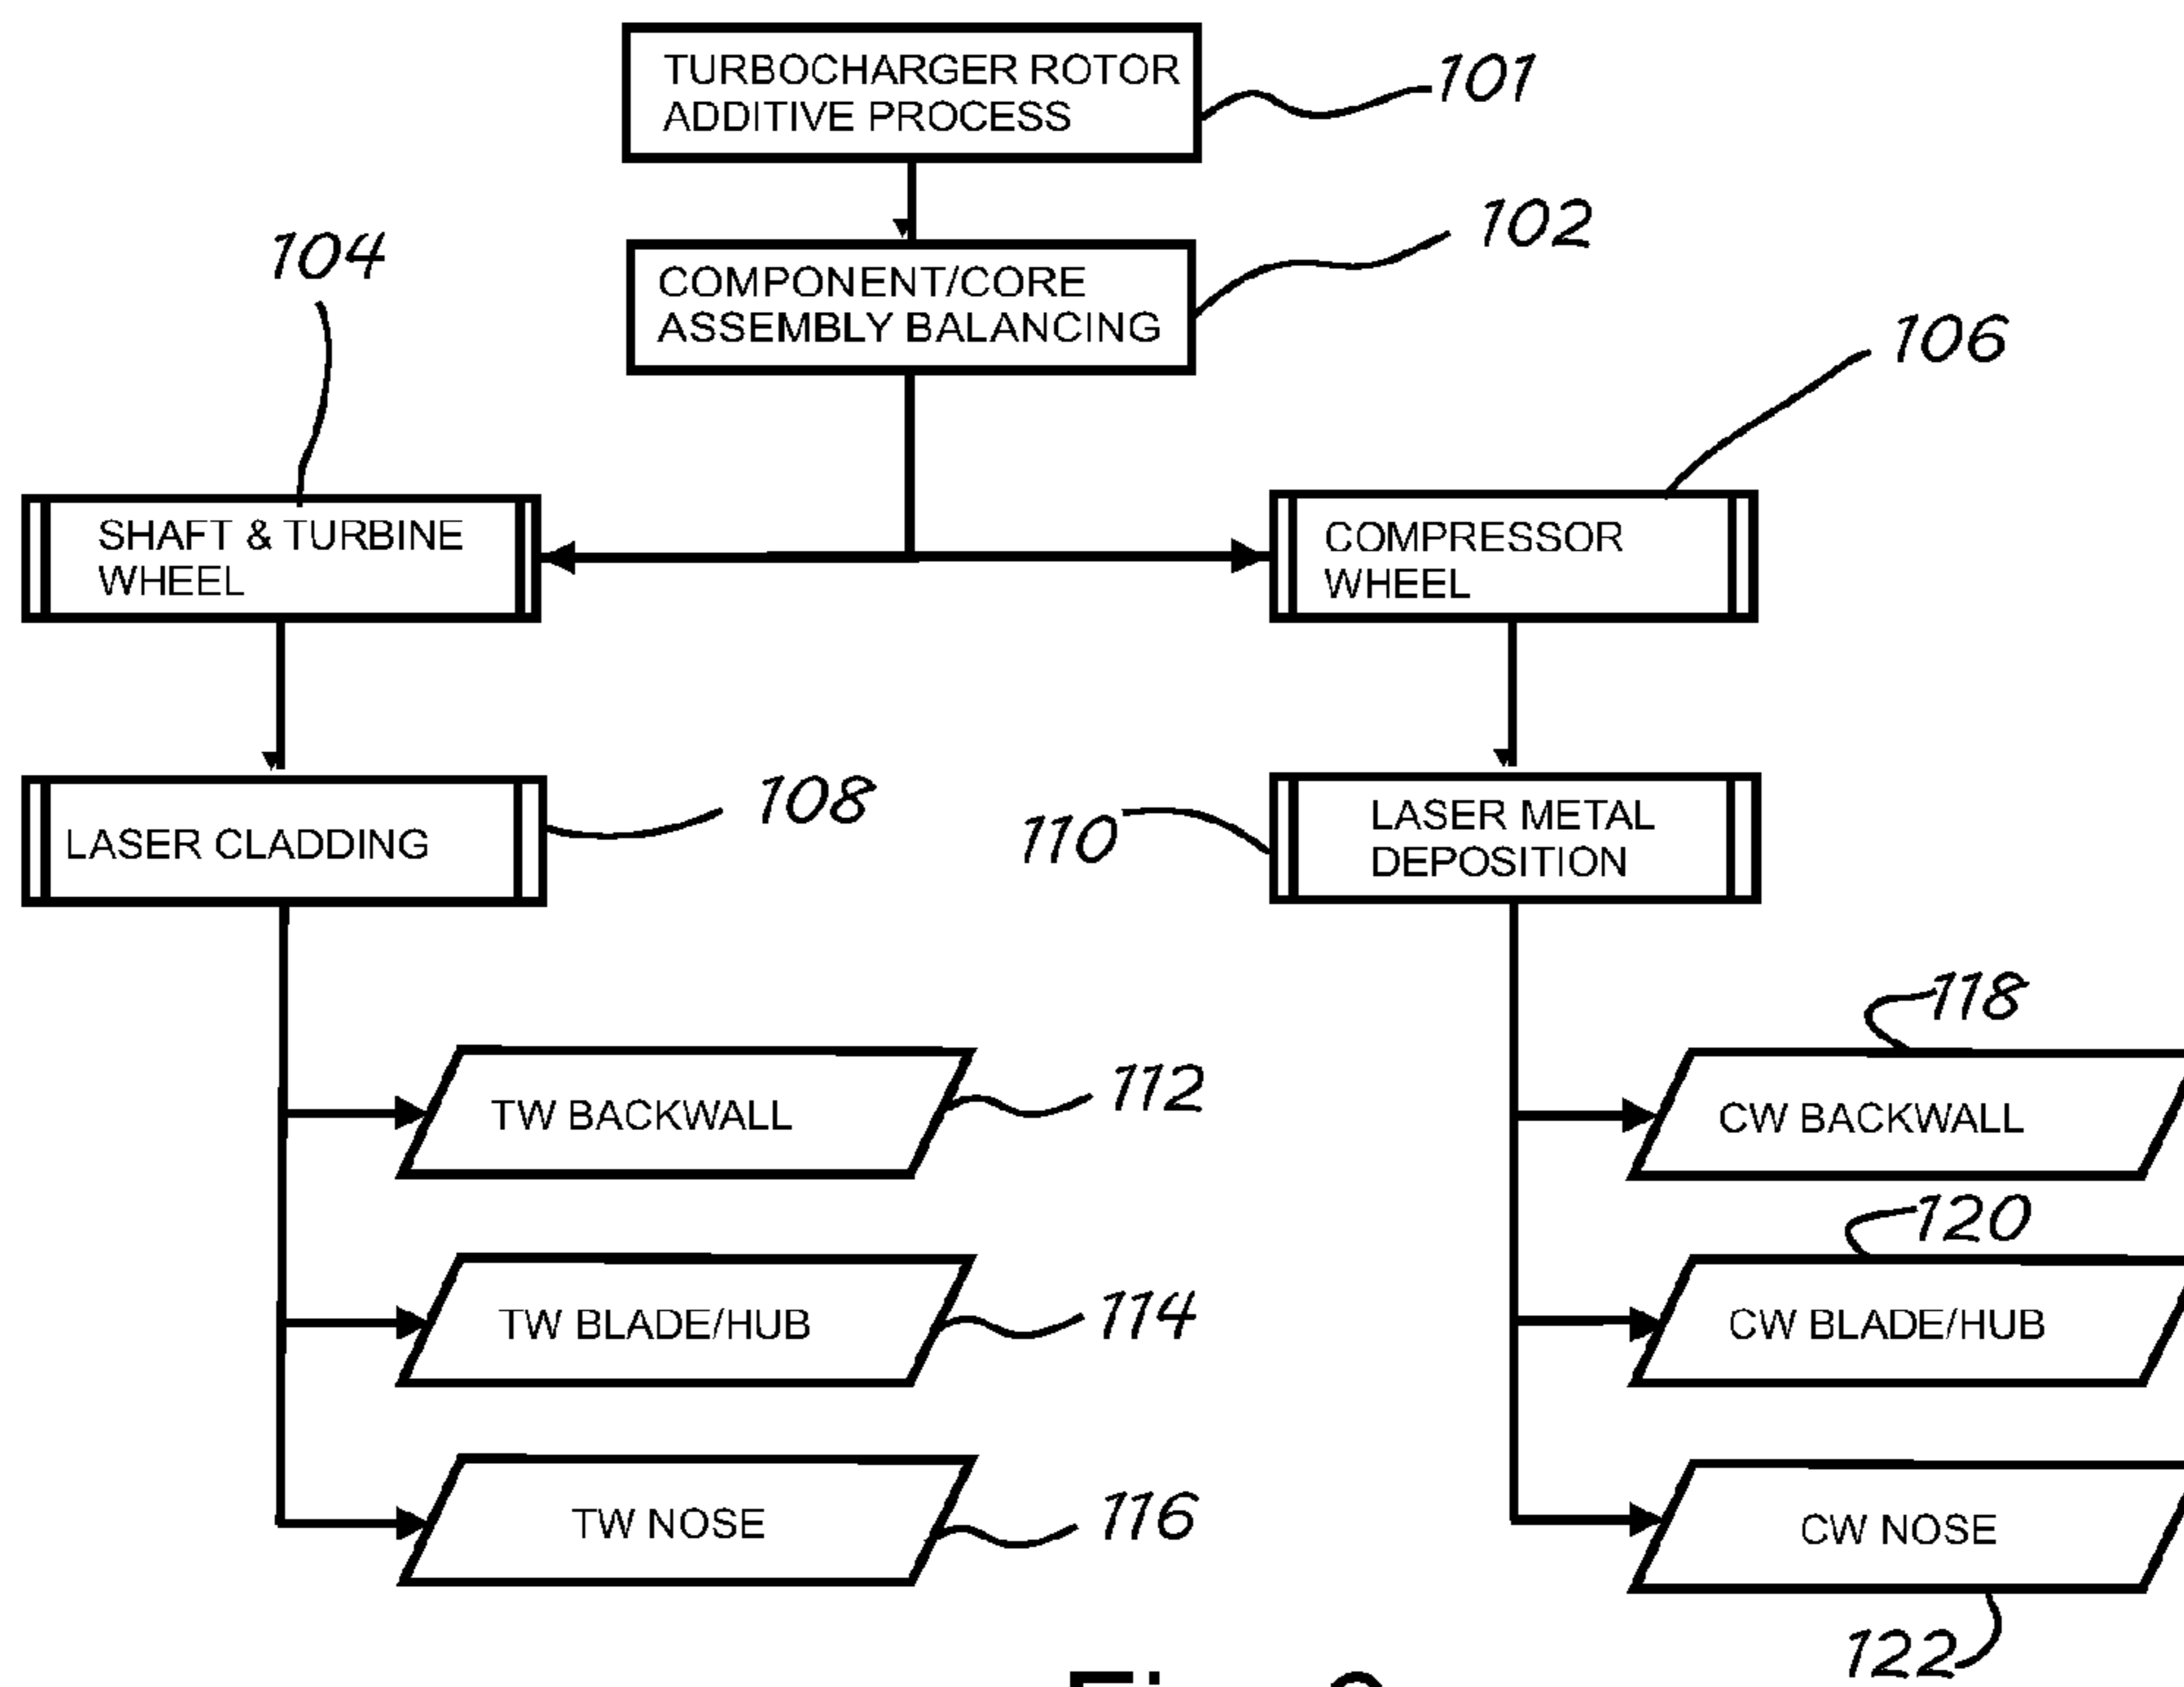 TURBOCHARGER ROTOR
ADDITIVE PROCESS
101
COMPONENT/CORE
ASSEMBLY BALANCING
102
104
106
SHAFT & TURBINE
WHEEL
COMPRESSOR
WHEEL
LASER CLADDING
108
110
LASER METAL
DEPOSITION
118
TW BACKWALL
112
CW BACKWALL
120
TW BLADE/HUB
114
CW BLADE/HUB
TW NOSE
116
CW NOSE
122